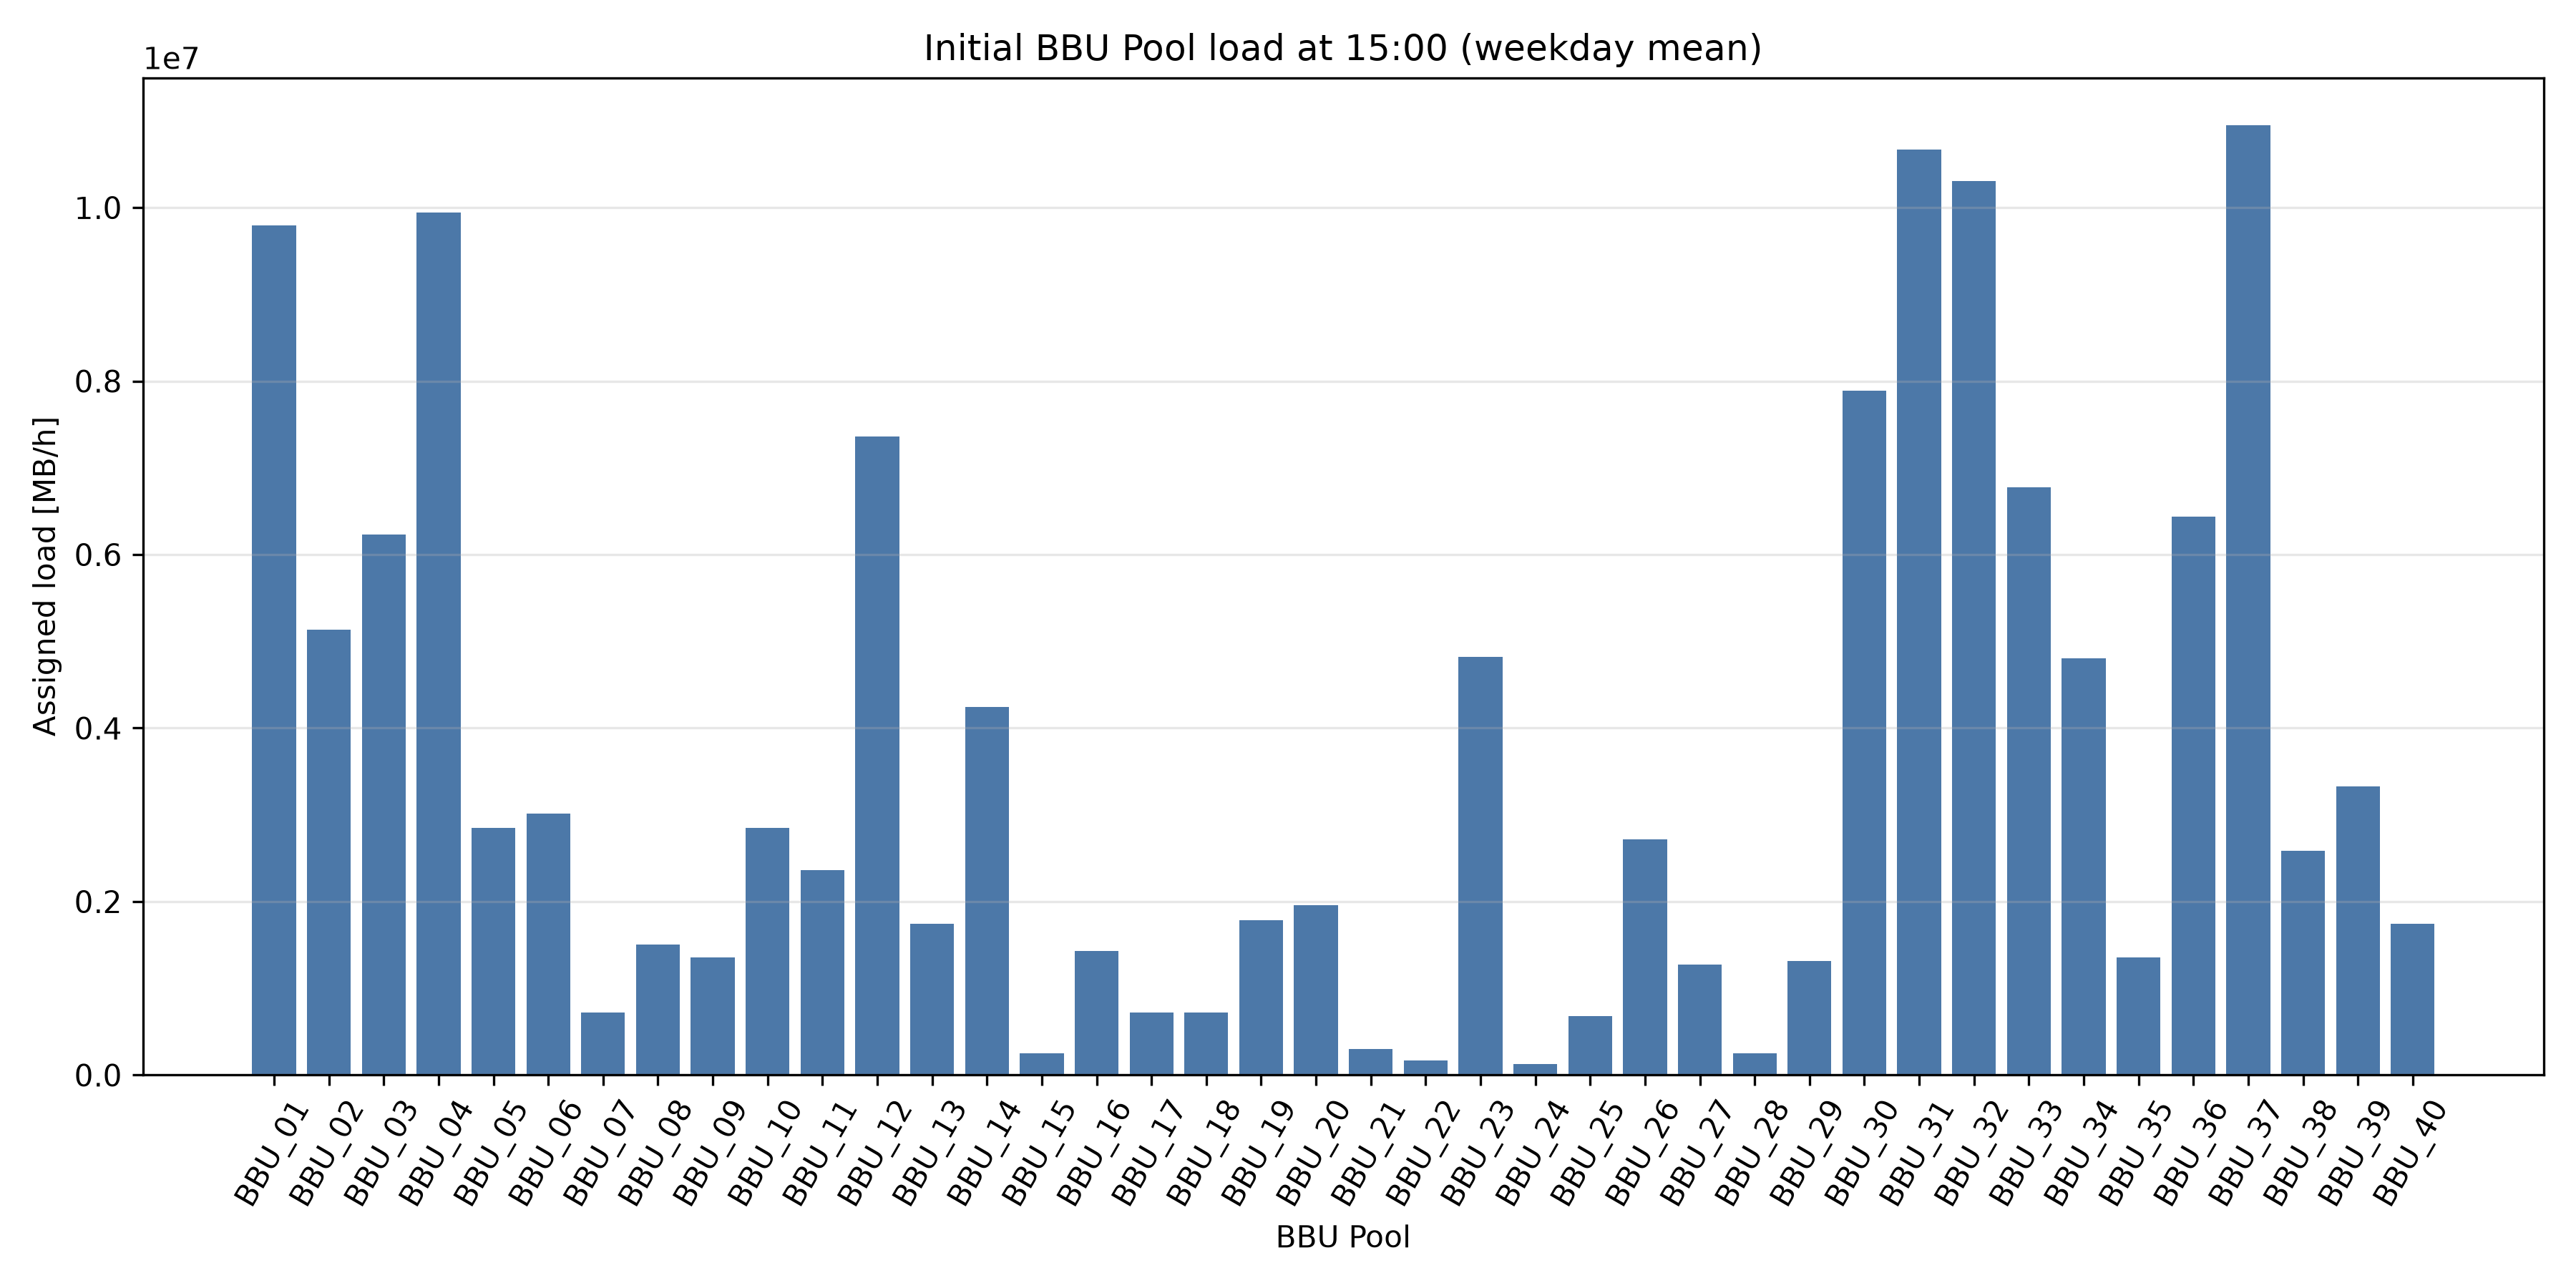 Initial BBU Pool load at 15:00 (weekday mean)
1e7
1.0
0.8
0.6
0.4
0.2
0.0
Assigned load [MB/h]
BBU_01
BBU_02
BBU_03
BBU_04
BBU_05
BBU_06
BBU_07
BBU_08
BBU_09
BBU_10
BBU_11
BBU_12
BBU_13
BBU_14
BBU_15
BBU_16
BBU_17
BBU_18
BBU_19
BBU_20
BBU_21
BBU_22
BBU_23
BBU_24
BBU_25
BBU_26
BBU_27
BBU_28
BBU_29
BBU_30
BBU_31
BBU_32
BBU_33
BBU_34
BBU_35
BBU_36
BBU_37
BBU_38
BBU_39
BBU_40
BBU Pool